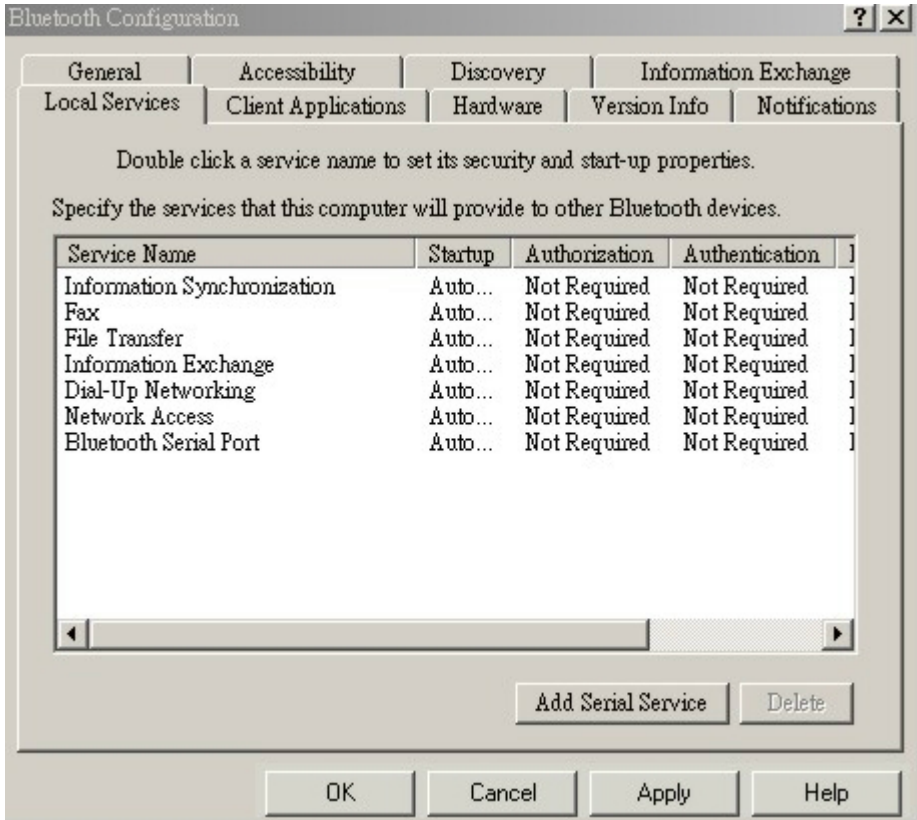 Bluetooth Configuration
General Accessibility Discovery Information Exchange
Local Services Client Applications Hardware Version Info Notifications
Double click a service name to set its security and start-up properties.
Specify the services that this computer will provide to other Bluetooth devices.
Service Name Startup Authorization Authentication
Information Synchronization Auto... Not Required Not Required
Fax Auto... Not Required Not Required
File Transfer Auto... Not Required Not Required
Information Exchange Auto... Not Required Not Required
Dial-Up Networking Auto... Not Required Not Required
Network Access Auto... Not Required Not Required
Bluetooth Serial Port Auto... Not Required Not Required
Add Serial Service Delete
OK Cancel Apply Help